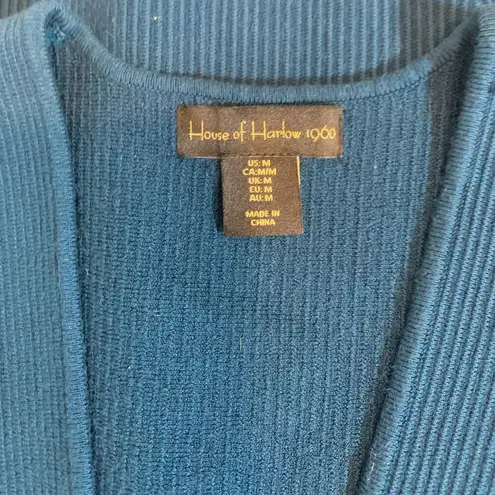 House of Harlow 1960
US: M
CA:M/M
UK: M
EU: M
AU: M
MADE IN
CHINA